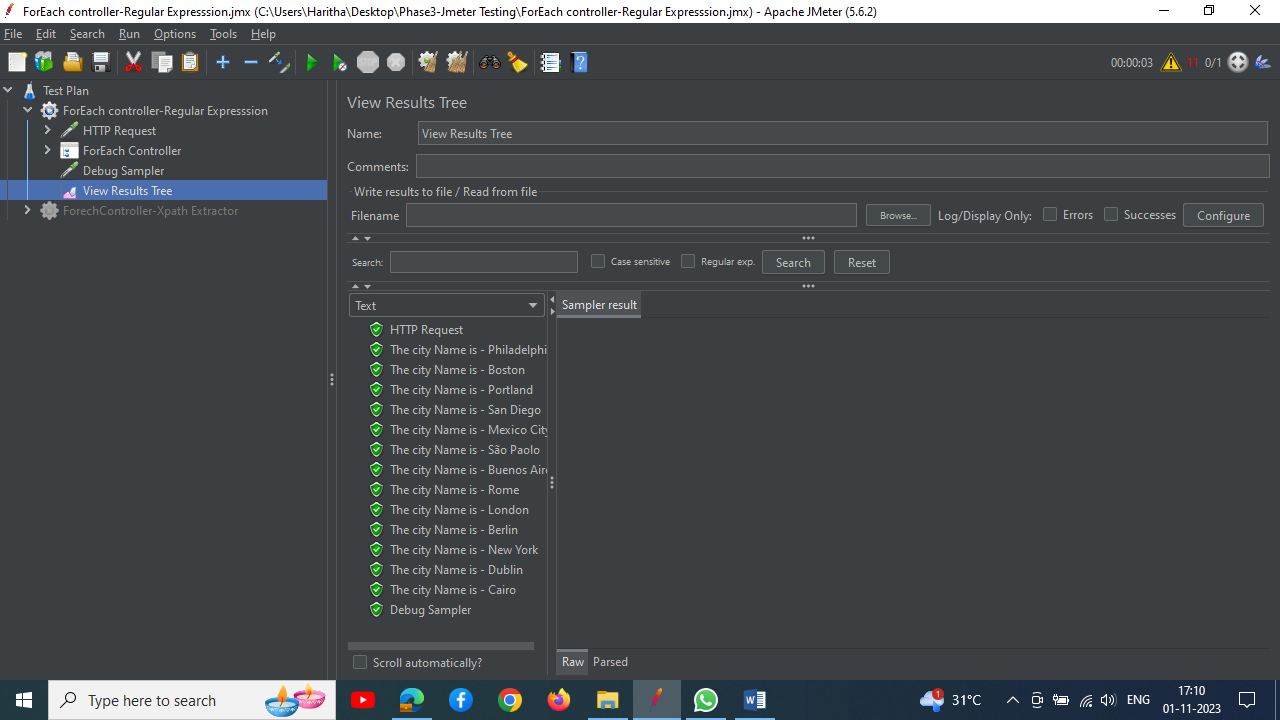 ForEach controller-Regular Expresssion.jmx (C:\Users\Haritha\Desktop\Phase3-Jmeter Testing\ForEach controller-Regular Expresssion.jmx) - Apache JMeter (5.6.2)
File Edit Search Run Options Tools Help
STOP 00:00:03 11 0/1
Test Plan
ForEach controller-Regular Expresssion
HTTP Request
ForEach Controller
Debug Sampler
View Results Tree
ForechController-Xpath Extractor
View Results Tree
Name: View Results Tree
Comments:
Write results to file / Read from file
Filename Browse... Log/Display Only: Errors Successes Configure
Search: Case sensitive Regular exp. Search Reset
Text
Sampler result
HTTP Request
The city Name is - Philadelphi
The city Name is - Boston
The city Name is - Portland
The city Name is - San Diego
The city Name is - Mexico City
The city Name is - São Paolo
The city Name is - Buenos Aire
The city Name is - Rome
The city Name is - London
The city Name is - Berlin
The city Name is - New York
The city Name is - Dublin
The city Name is - Cairo
Debug Sampler
Scroll automatically?
Raw Parsed
Type here to search
1 31°C ENG 17:10
01-11-2023